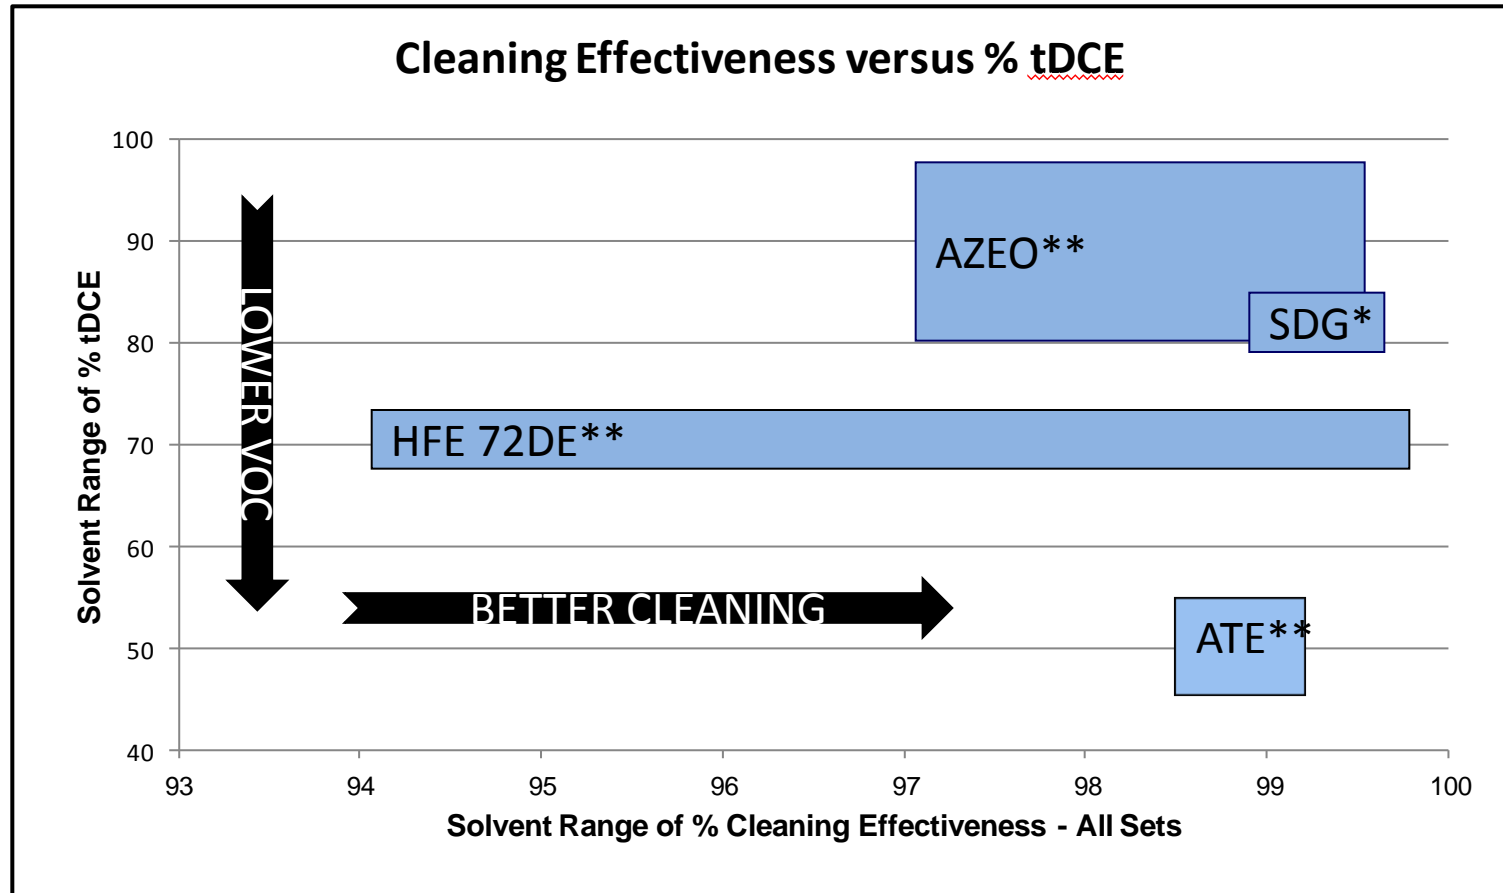 Cleaning Effectiveness versus % tDCE
Solvent Range of % tDCE
100
90
80
70
60
50
40
LOWER VOC
AZEO**
SDG*
HFE 72DE**
BETTER CLEANING
ATE**
93
94
95
96
97
98
99
100
Solvent Range of % Cleaning Effectiveness - All Sets